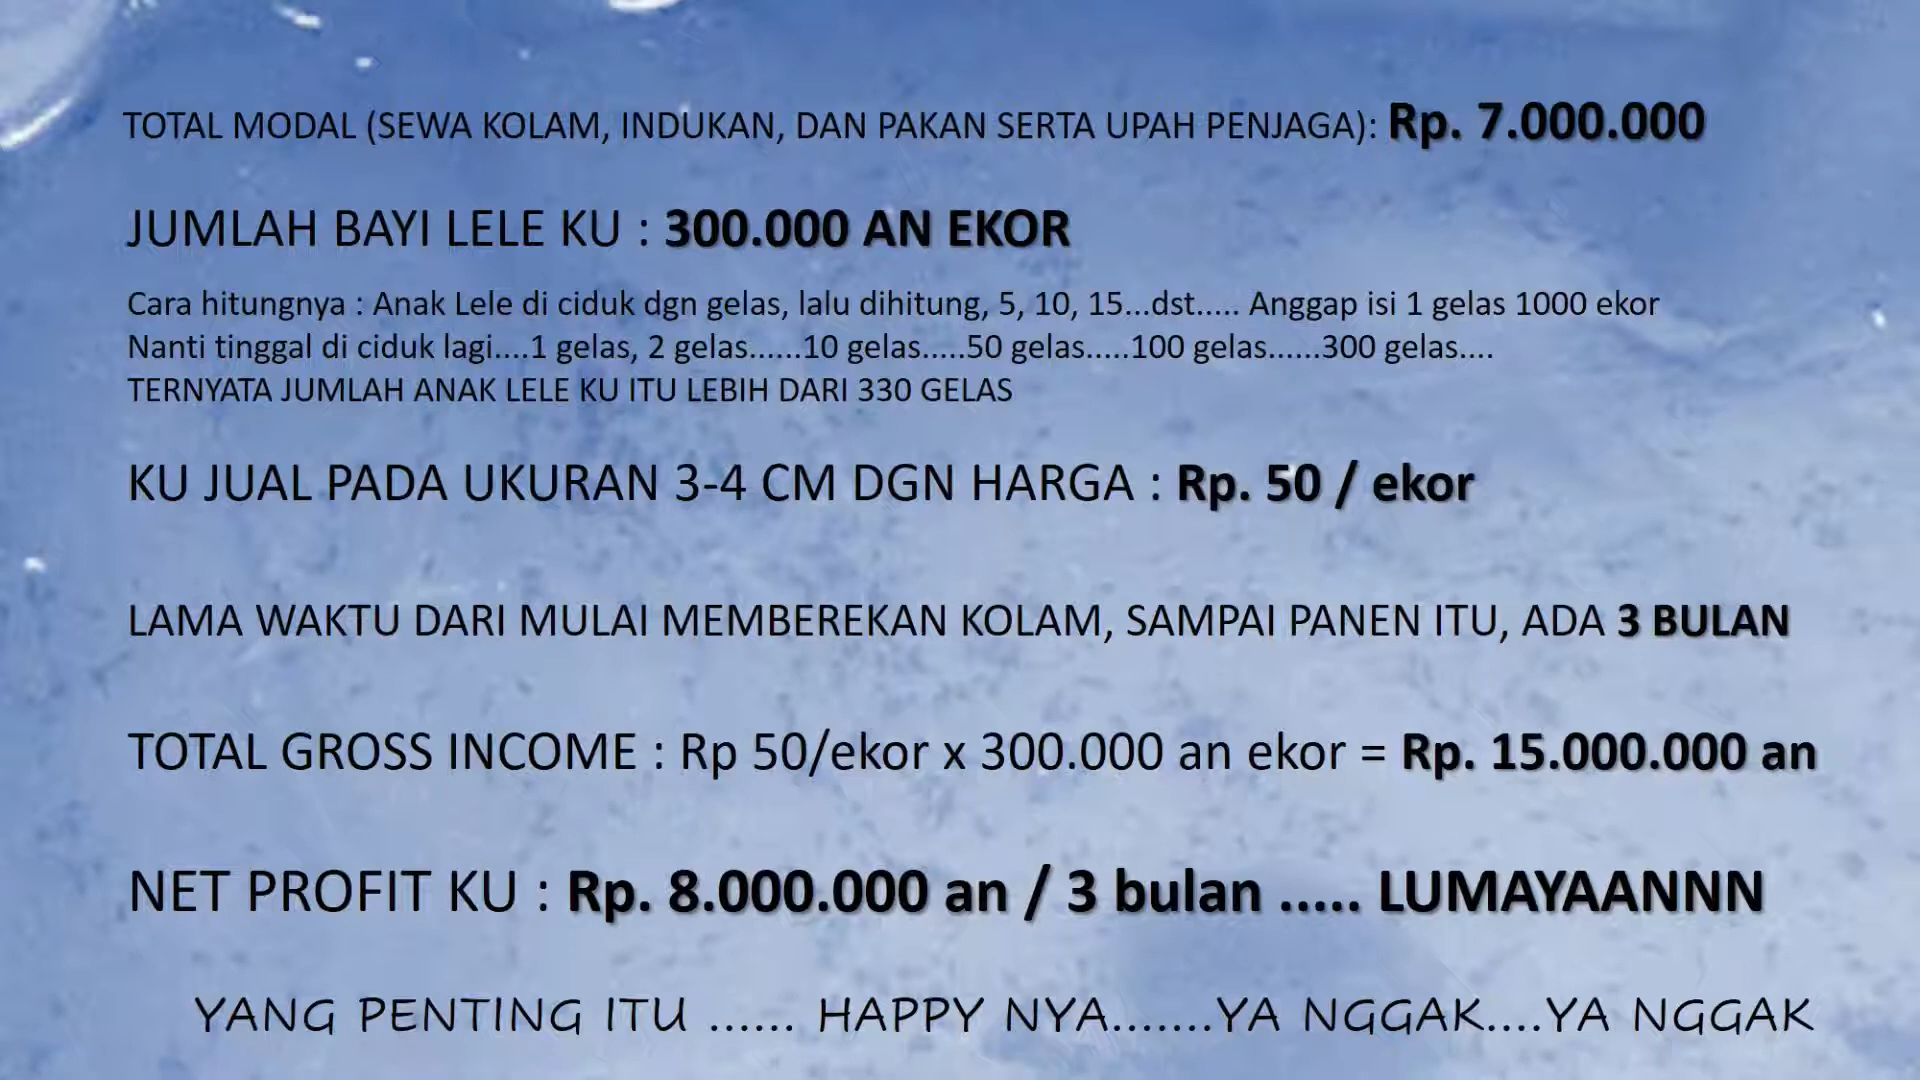 TOTAL MODAL (SEWA KOLAM, INDUKAN, DAN PAKAN SERTA UPAH PENJAGA): Rp. 7.000.000
JUMLAH BAYI LELE KU : 300.000 AN EKOR
Cara hitungnya : Anak Lele di ciduk dgn gelas, lalu dihitung, 5, 10, 15...dst..... Anggap isi 1 gelas 1000 ekor
Nanti tinggal di ciduk lagi....1 gelas, 2 gelas......10 gelas.....50 gelas.....100 gelas......300 gelas....
TERNYATA JUMLAH ANAK LELE KU ITU LEBIH DARI 330 GELAS
KU JUAL PADA UKURAN 3-4 CM DGN HARGA : Rp. 50 / ekor
LAMA WAKTU DARI MULAI MEMBEREKAN KOLAM, SAMPAI PANEN ITU, ADA 3 BULAN
TOTAL GROSS INCOME : Rp 50/ekor x 300.000 an ekor = Rp. 15.000.000 an
NET PROFIT KU : Rp. 8.000.000 an / 3 bulan ..... LUMAYAANNN
YANG PENTING ITU ...... HAPPY NYA.......YA NGGAK....YA NGGAK